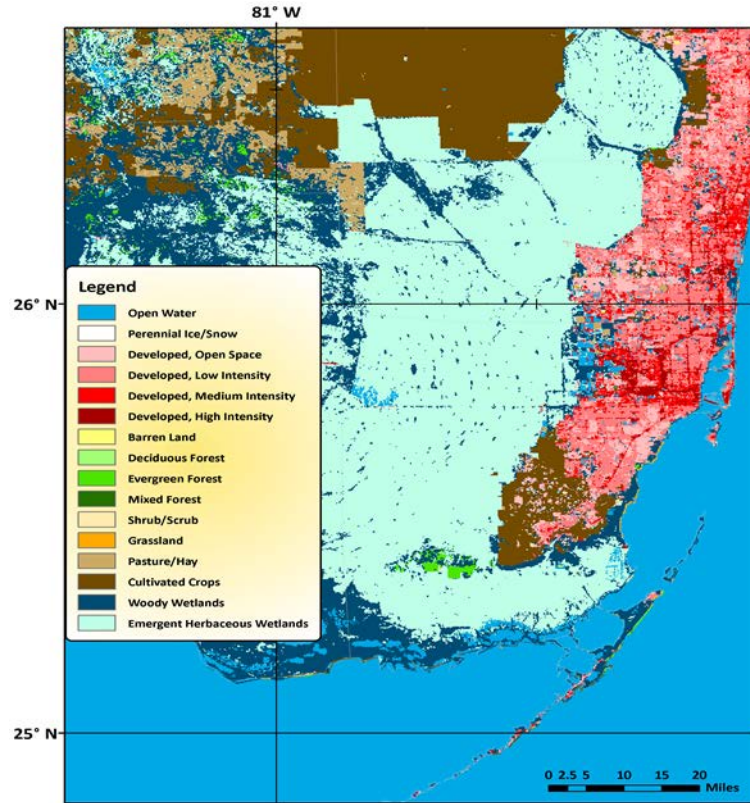 81° W
26° N
Legend
Open Water
Perennial Ice/Snow
Developed, Open Space
Developed, Low Intensity
Developed, Medium Intensity
Developed, High Intensity
Barren Land
Deciduous Forest
Evergreen Forest
Mixed Forest
Shrub/Scrub
Grassland
Pasture/Hay
Cultivated Crops
Woody Wetlands
Emergent Herbaceous Wetlands
25° N
0 2.5 5 10 15 20
Miles